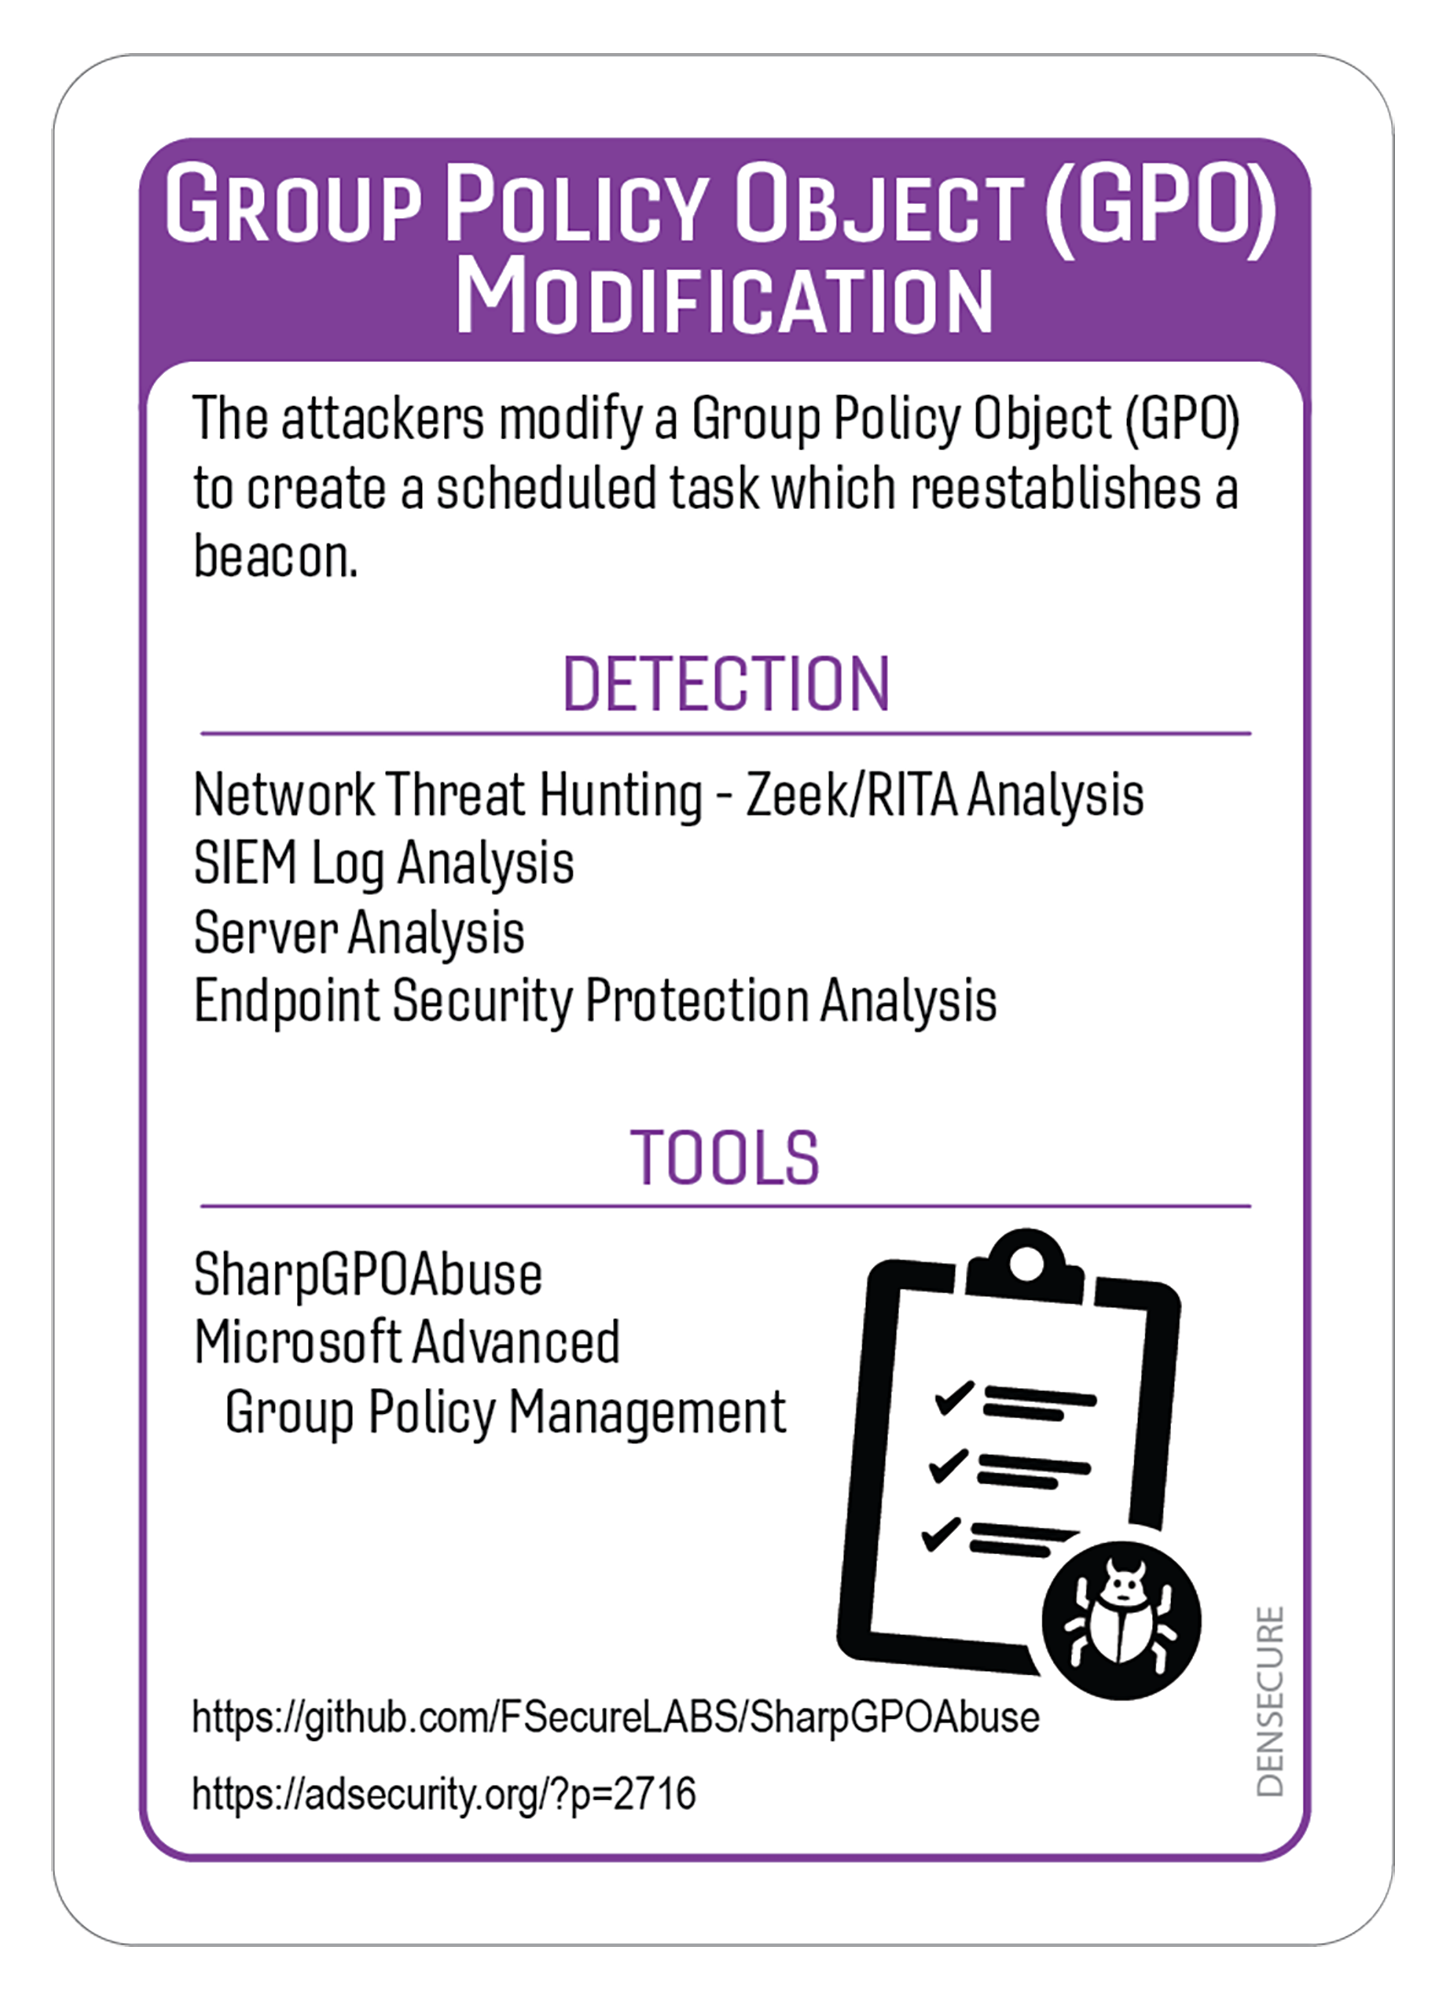 GROUP POLICY OBJECT (GPO)
MODIFICATION
The attackers modify a Group Policy Object (GPO)
to create a scheduled task which reestablishes a
beacon.
DETECTION
Network Threat Hunting - Zeek/RITA Analysis
SIEM Log Analysis
Server Analysis
Endpoint Security Protection Analysis
TOOLS
SharpGPOAbuse
Microsoft Advanced
Group Policy Management
https://github.com/FSecureLABS/SharpGPOAbuse
https://adsecurity.org/?p=2716
DENSECURE